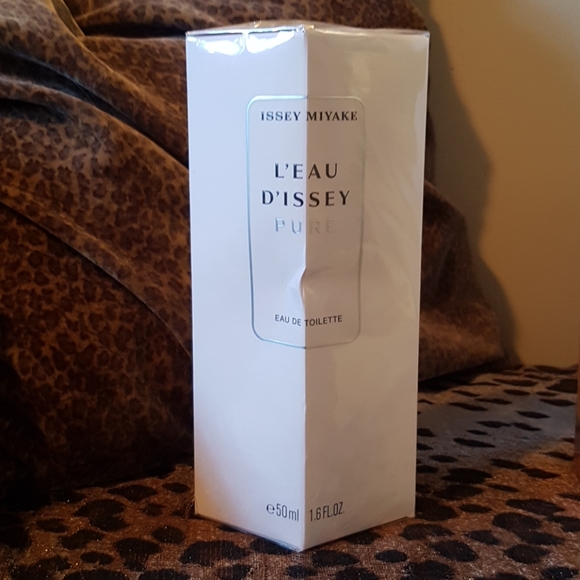 ISSEY MIYAKE
L'EAU
D'ISSEY
PURE
EAU DE TOILETTE
℮50ml 1.6 FL.OZ.